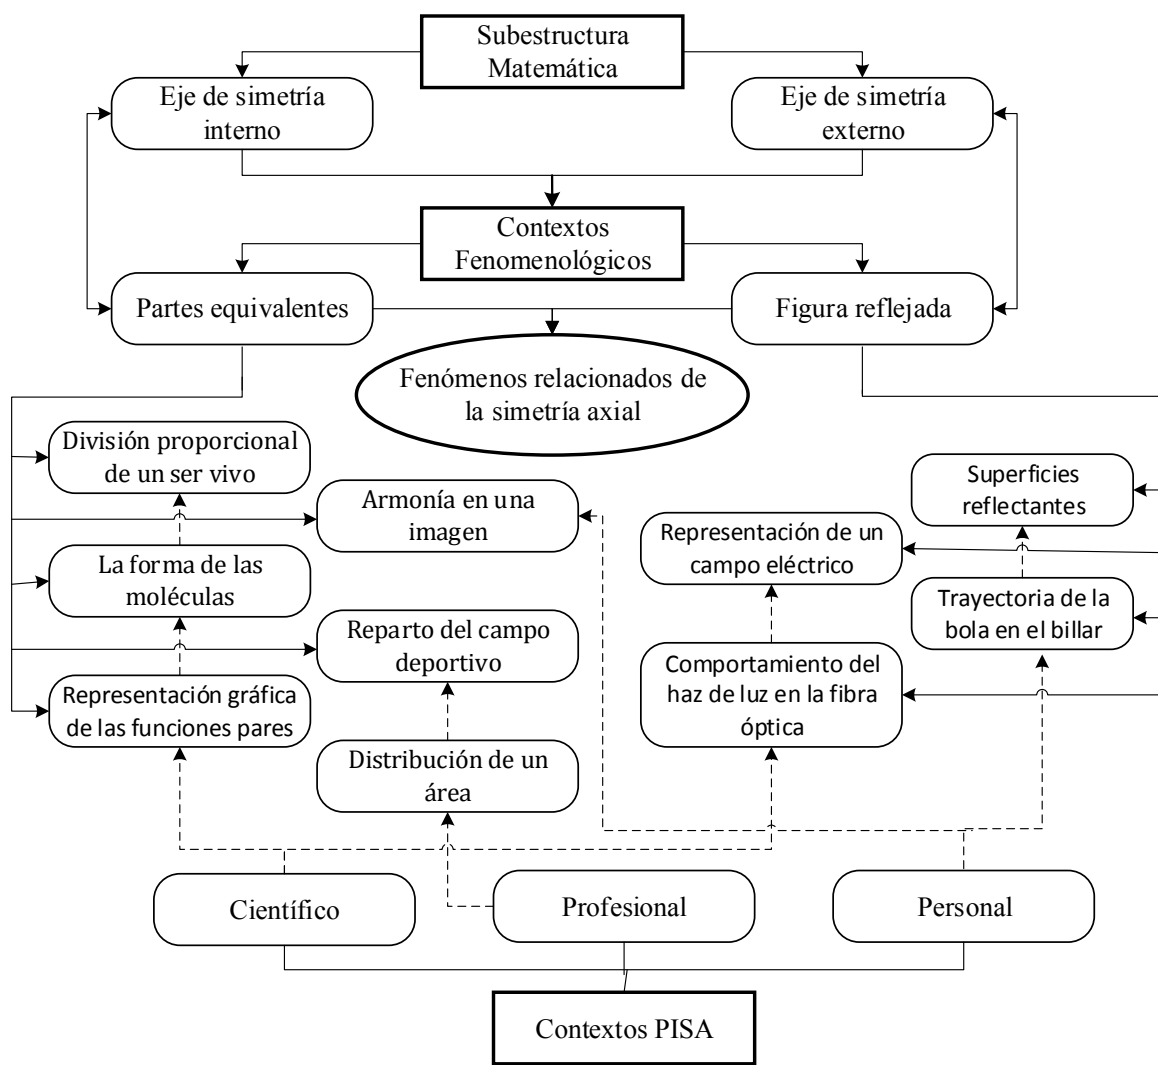 Subestructura
Matemática
Eje de simetría
interno
Eje de simetría
externo
Contextos
Fenomenológicos
Partes equivalentes
Figura reflejada
Fenómenos relacionados de
la simetría axial
División proporcional
de un ser vivo
Armonía en una
imagen
Superficies
reflectantes
Representación de un
campo eléctrico
La forma de las
moléculas
Trayectoria de la
bola en el billar
Reparto del campo
deportivo
Comportamiento del
haz de luz en la fibra
óptica
Representación gráfica
de las funciones pares
Distribución de un
área
Científico
Profesional
Personal
Contextos PISA